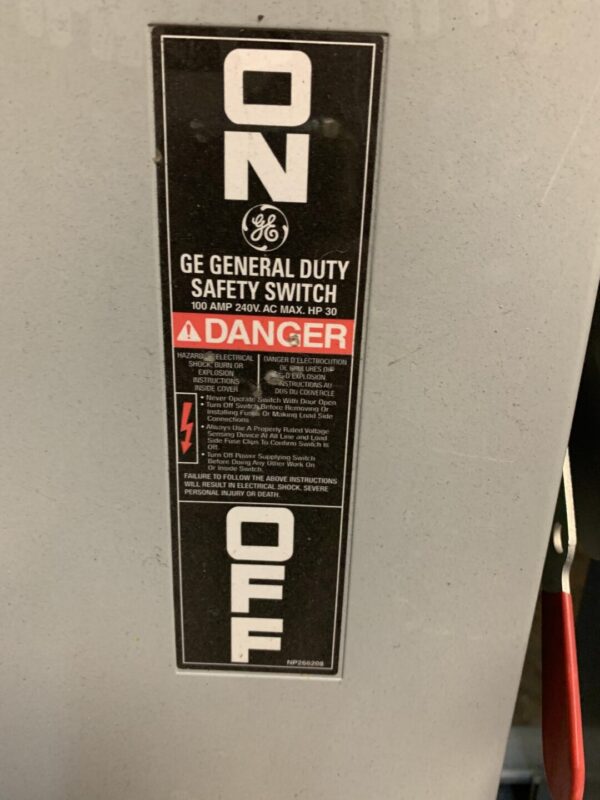 ON
GE
GE GENERAL DUTY
SAFETY SWITCH
100 AMP 240V. AC MAX. HP 30
DANGER
HAZARD ELECTRICAL
SHOCK, BURN OR
EXPLOSION
INSTRUCTIONS
INSIDE COVER
DANGER D'ELECTROCUTION
DE BRULURES OU
D'EXPLOSION
INSTRUCTIONS AU
DOS DU COUVERCLE
• Never Operate Switch With Door Open
• Turn Off Switch Before Removing Or
Installing Fuses Or Making Load Side
Connections
• Always Use A Properly Rated Voltage
Sensing Device At All Line and Load
Side Fuse Clips To Confirm Switch is
Off.
• Turn Off Power Supplying Switch
Before Doing Any Other Work On
Or Inside Switch.
FAILURE TO FOLLOW THE ABOVE INSTRUCTIONS
WILL RESULT IN ELECTRICAL SHOCK, SEVERE
PERSONAL INJURY OR DEATH.
OFF
NP266208